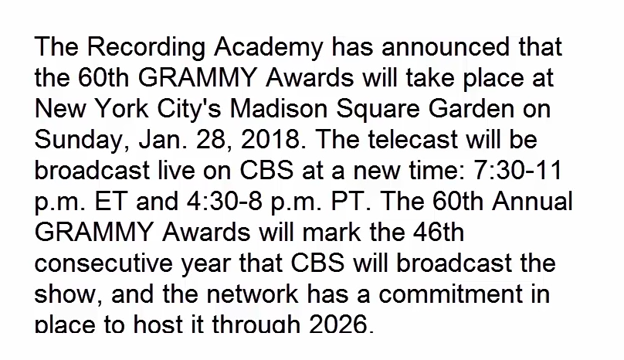 The Recording Academy has announced that
the 60th GRAMMY Awards will take place at
New York City's Madison Square Garden on
Sunday, Jan. 28, 2018. The telecast will be
broadcast live on CBS at a new time: 7:30-11
p.m. ET and 4:30-8 p.m. PT. The 60th Annual
GRAMMY Awards will mark the 46th
consecutive year that CBS will broadcast the
show, and the network has a commitment in
place to host it through 2026.